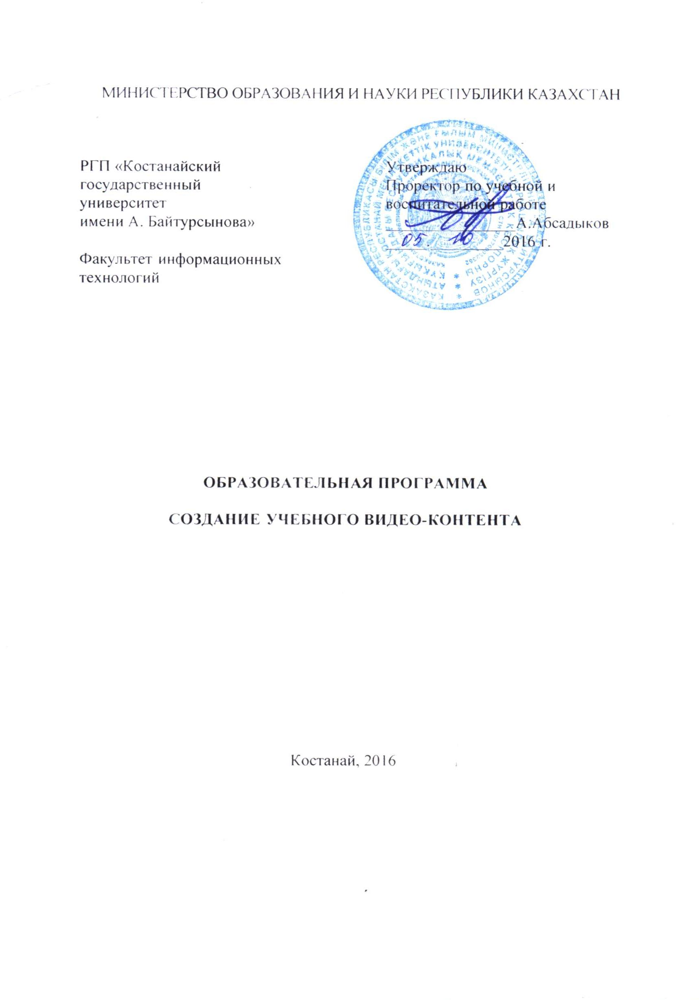 МИНИСТЕРСТВО ОБРАЗОВАНИЯ И НАУКИ РЕСПУБЛИКИ КАЗАХСТАН
РГП «Костанайский
государственный
университет
имени А. Байтурсынова»
Факультет информационных
технологий
Утверждаю
Проректор по учебной и
воспитательной работе
А.Абсадыков
05. 10 2016 г.
ОБРАЗОВАТЕЛЬНАЯ ПРОГРАММА
СОЗДАНИЕ УЧЕБНОГО ВИДЕО-КОНТЕНТА
Костанай, 2016